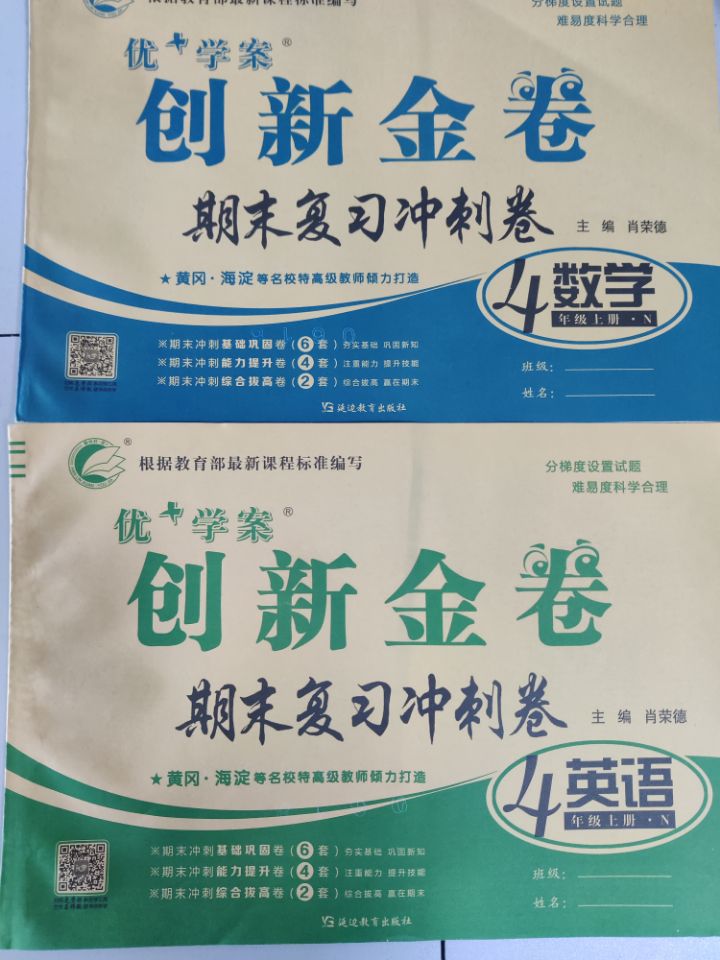 根据教育部最新课程标准编写
分梯度设置试题
难易度科学合理
优+学案®
创新金卷
期末复习冲刺卷
主编 肖荣德
★黄冈·海淀等名校特高级教师倾力打造
4数学
年级上册·N
※期末冲刺基础巩固卷(6套)夯实基础 巩固新知
※期末冲刺能力提升卷(4套)注重能力 提升技能
※期末冲刺综合拔高卷(2套)综合拔高 赢在期末
班级:
姓名:
YG延边教育出版社
®
根据教育部最新课程标准编写
分梯度设置试题
难易度科学合理
优+学案®
创新金卷
期末复习冲刺卷
主编 肖荣德
★黄冈·海淀等名校特高级教师倾力打造
4英语
年级上册·N
※期末冲刺基础巩固卷(6套)夯实基础 巩固新知
※期末冲刺能力提升卷(4套)注重能力 提升技能
※期末冲刺综合拔高卷(2套)综合拔高 赢在期末
班级:
姓名:
YG延边教育出版社